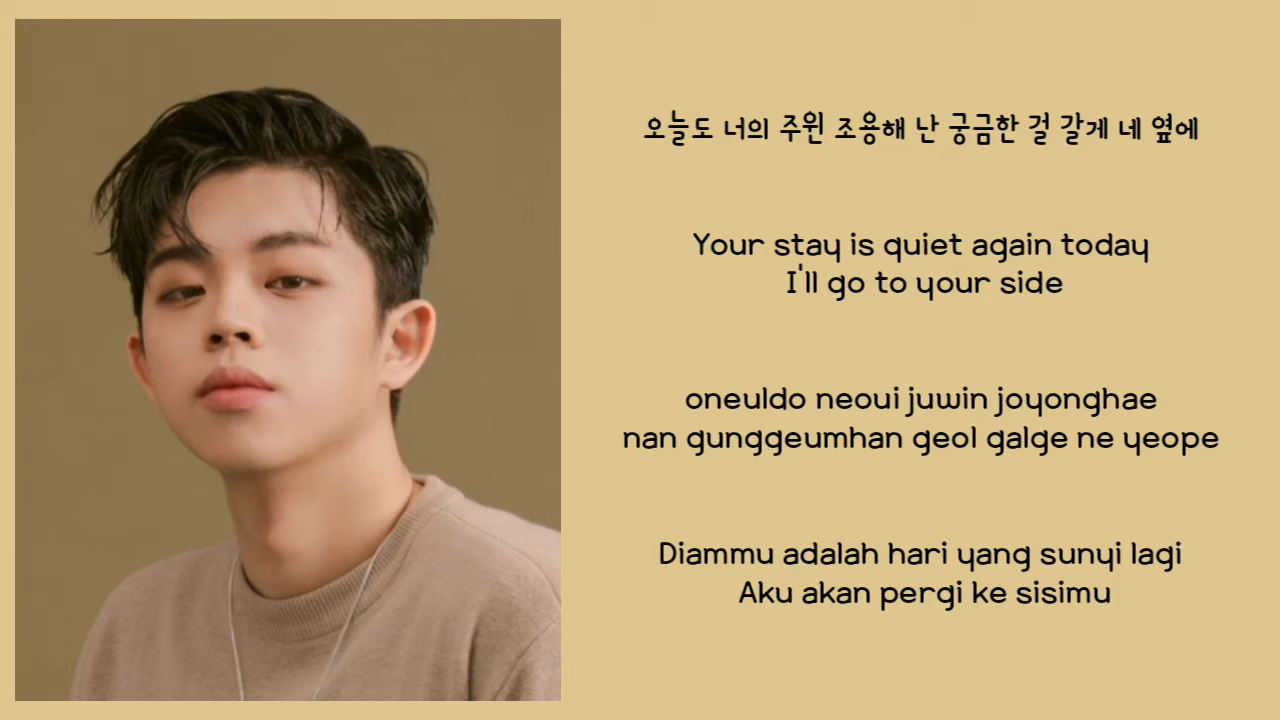 오늘도 너의 주윈 조용해 난 궁금한 걸 갈게 네 옆에
Your stay is quiet again today
I'll go to your side
oneuldo neoui juwin joyonghae
nan gunggeumhan geol galge ne yeope
Diammu adalah hari yang sunyi lagi
Aku akan pergi ke sisimu